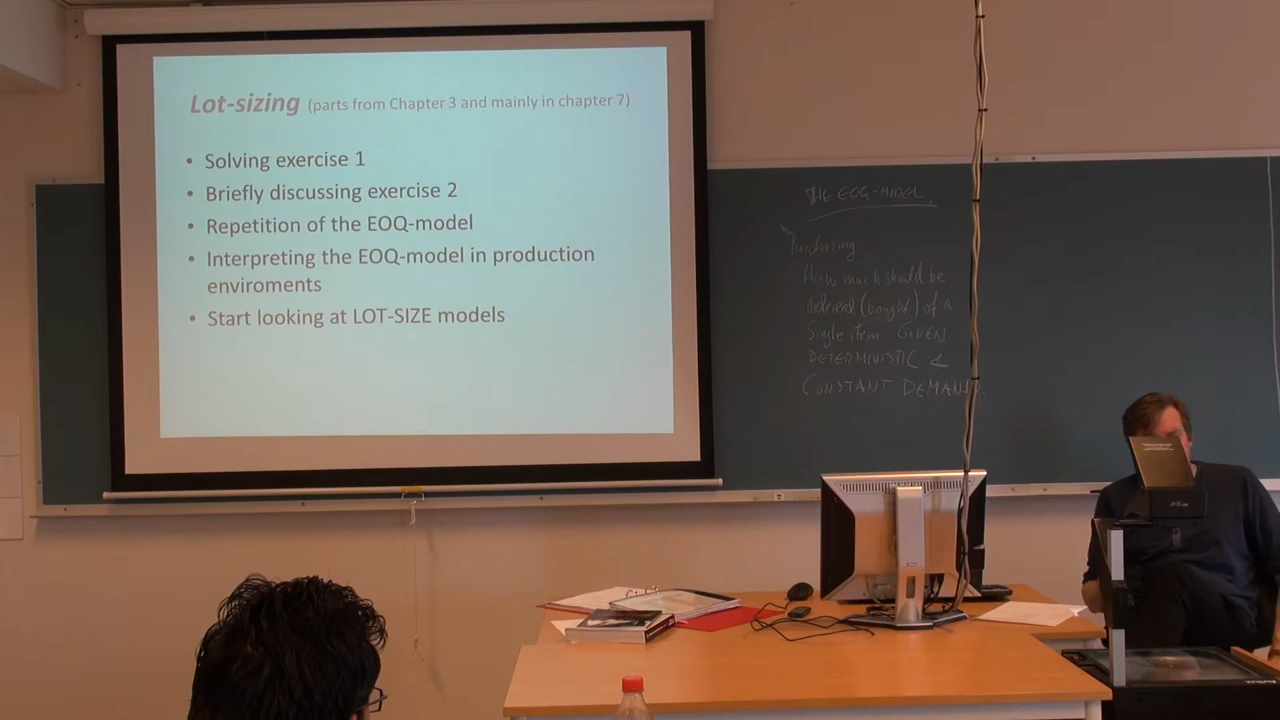 Lot-sizing (parts from Chapter 3 and mainly in chapter 7)
• Solving exercise 1
• Briefly discussing exercise 2
• Repetition of the EOQ-model
• Interpreting the EOQ-model in production
enviroments
• Start looking at LOT-SIZE models
THE EOQ-MODEL.
Purchasing
How much should be
ordered (bought) of a
Single item GIVEN
DETERMINISTIC &
CONSTANT DEMAND.